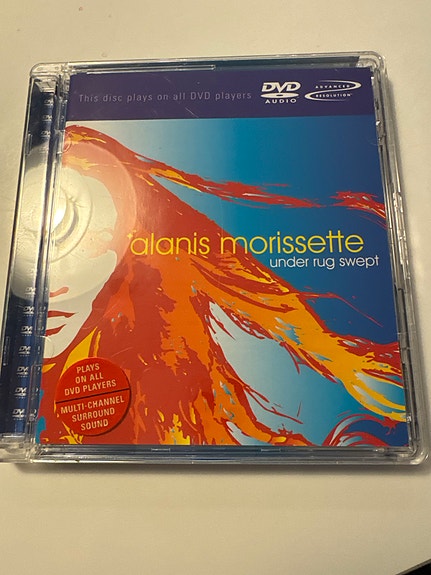 This disc plays on all DVD players
DVD
AUDIO
ADVANCED
RESOLUTION
alanis morissette
under rug swept
PLAYS
ON ALL
DVD PLAYERS
MULTI-CHANNEL
SURROUND
SOUND